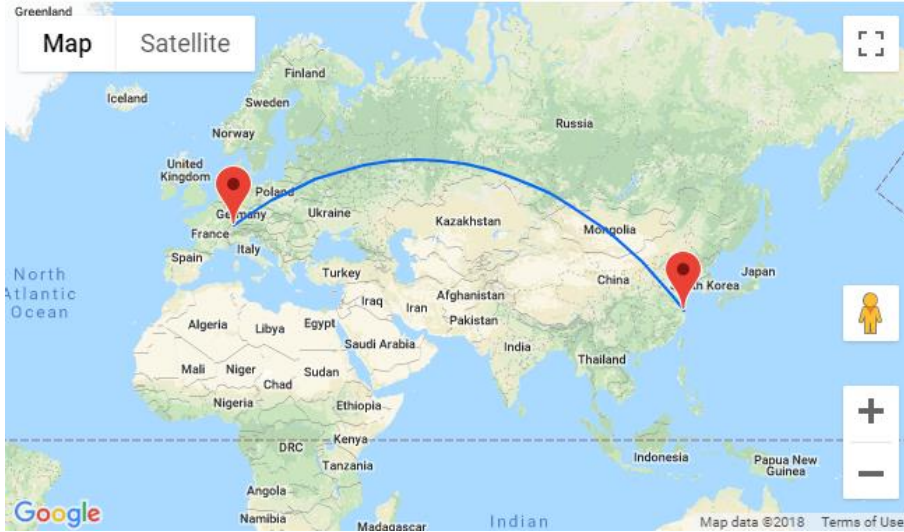 Greenland
Map Satellite
Finland
Iceland
Sweden
Norway
Russia
United
Kingdom
Poland
Germany
Ukraine
Kazakhstan
France
Mongolia
Italy
Spain
Turkey
North
Atlantic
Ocean
China
Japan
South Korea
Iraq
Iran
Afghanistan
Pakistan
Algeria
Libya
Egypt
Saudi Arabia
India
Thailand
Mali
Niger
Chad
Sudan
Nigeria
Ethiopia
DRC
Kenya
Tanzania
Indonesia
Papua New
Guinea
Angola
Namibia
Madagascar
Indian
Google
Map data ©2018 Terms of Use